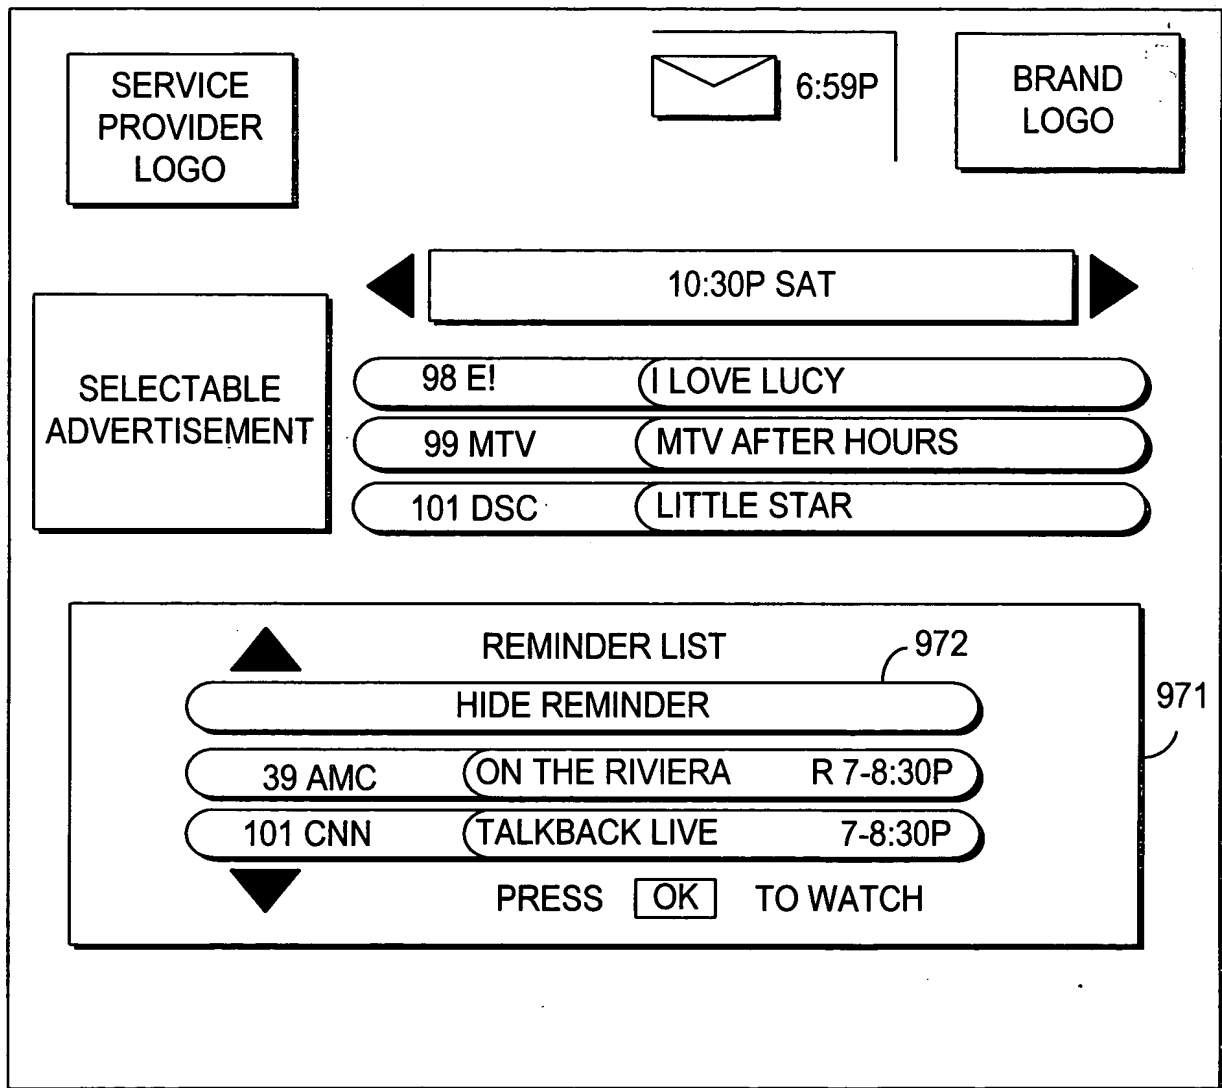 SERVICE
PROVIDER
LOGO
6:59P
BRAND
LOGO
10:30P SAT
SELECTABLE
ADVERTISEMENT
98 E! I LOVE LUCY
99 MTV MTV AFTER HOURS
101 DSC LITTLE STAR
REMINDER LIST
972
HIDE REMINDER
971
39 AMC ON THE RIVIERA R 7-8:30P
101 CNN TALKBACK LIVE 7-8:30P
PRESS OK TO WATCH